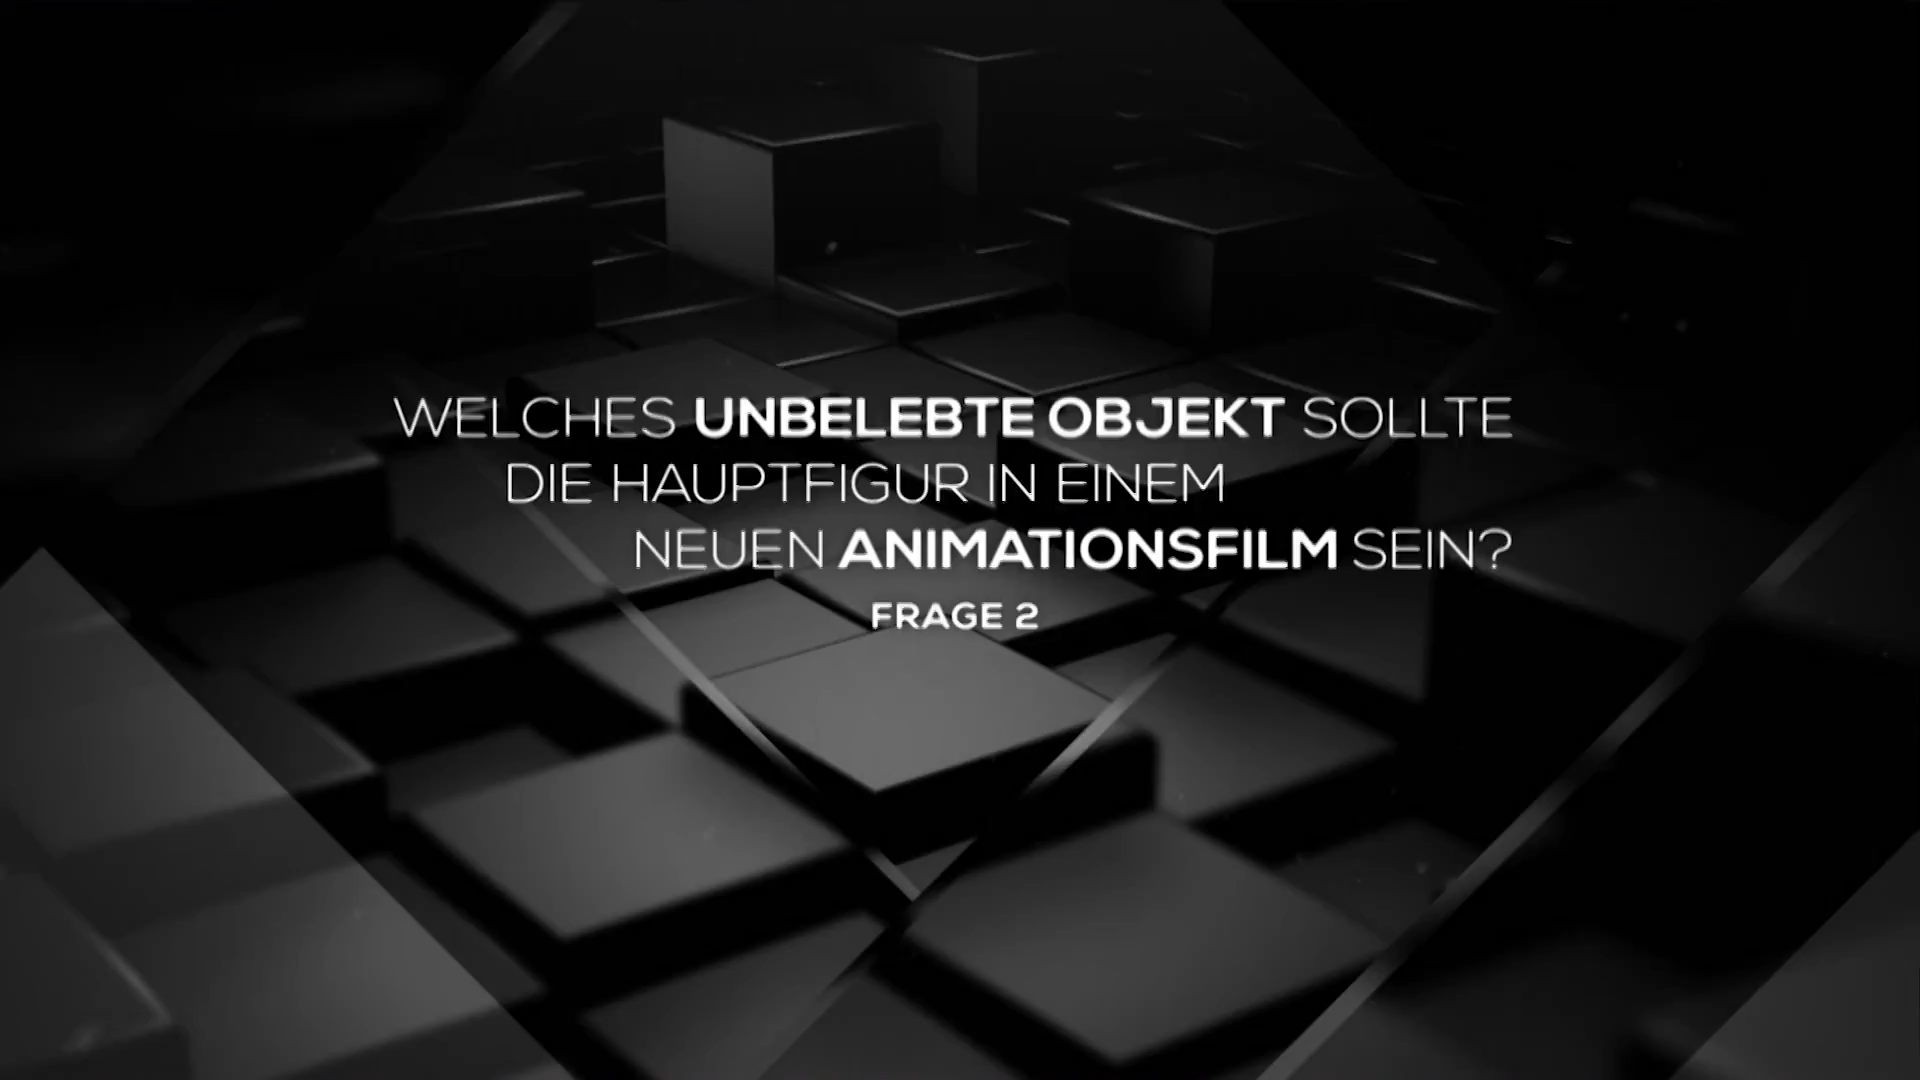 WELCHES UNBELEBTE OBJEKT SOLLTE
DIE HAUPTFIGUR IN EINEM
NEUEN ANIMATIONSFILM SEIN?
FRAGE 2